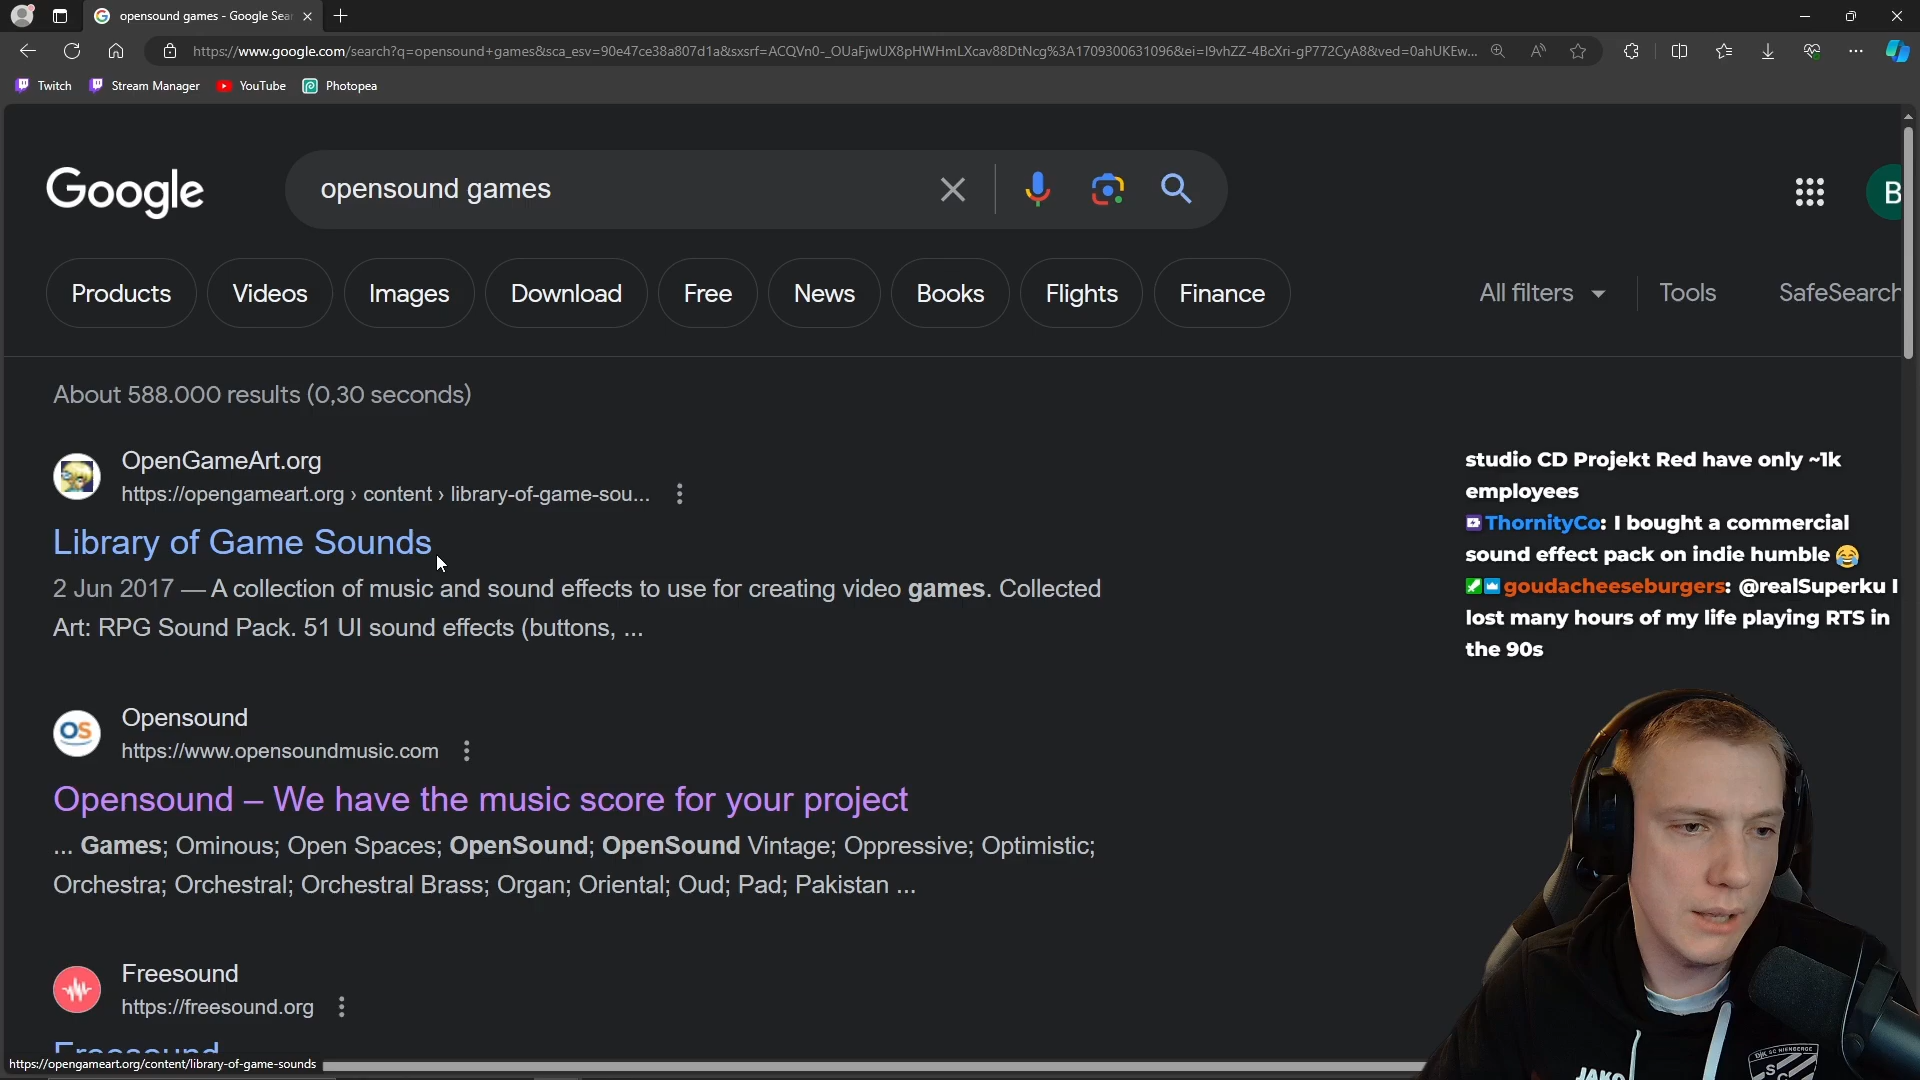 opensound games - Google Sea
https://www.google.com/search?q=opensound+games&sca_esv=90e47ce38a807d1a&sxsrf=ACQVn0-_OUaFjwUX8pHWHmLXcav88DtNcg%3A1709300631096&ei=l9vhZZ-4BcXri-gP772CyA8&ved=0ahUKEw...
Twitch
Stream Manager
YouTube
Photopea
Google
opensound games
B
Products
Videos
Images
Download
Free
News
Books
Flights
Finance
All filters
Tools
SafeSearch
About 588.000 results (0,30 seconds)
OpenGameArt.org
https://opengameart.org › content › library-of-game-sou...
Library of Game Sounds
2 Jun 2017 — A collection of music and sound effects to use for creating video games. Collected
Art: RPG Sound Pack. 51 UI sound effects (buttons, ...
OS
Opensound
https://www.opensoundmusic.com
Opensound – We have the music score for your project
... Games; Ominous; Open Spaces; OpenSound; OpenSound Vintage; Oppressive; Optimistic;
Orchestra; Orchestral; Orchestral Brass; Organ; Oriental; Oud; Pad; Pakistan ...
Freesound
https://freesound.org
Freesound
https://opengameart.org/content/library-of-game-sounds
studio CD Projekt Red have only ~1k
employees
ThornityCo: I bought a commercial
sound effect pack on indie humble 😂
goudacheeseburgers: @realSuperku I
lost many hours of my life playing RTS in
the 90s
DJK SC NIENBERGE
SC
JAKO